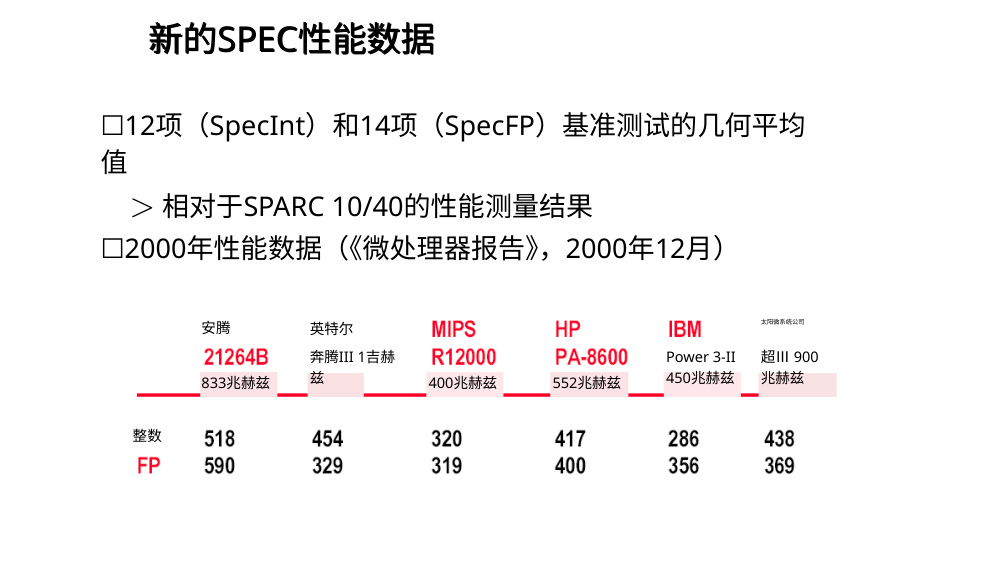 新的SPEC性能数据
☐12项（SpecInt）和14项（SpecFP）基准测试的几何平均
值
＞ 相对于SPARC 10/40的性能测量结果
☐2000年性能数据（《微处理器报告》，2000年12月）
安腾 英特尔 MIPS HP IBM 太阳微系统公司
21264B 奔腾III 1吉赫 R12000 PA-8600 Power 3-II 超III 900
833兆赫兹 兹 400兆赫兹 552兆赫兹 450兆赫兹 兆赫兹
整数 518 454 320 417 286 438
FP 590 329 319 400 356 369